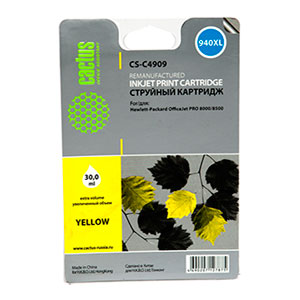 940XL
cactus
CS-C4909
REMANUFACTURED
INKJET PRINT CARTRIDGE
СТРУЙНЫЙ КАРТРИДЖ
For/для:
Hewlett-Packard OfficeJet PRO 8000/8500
30,0
ml
extra volume
увеличенный объем
YELLOW
www.cactus-russia.ru
Made in China
Сделано в Китае